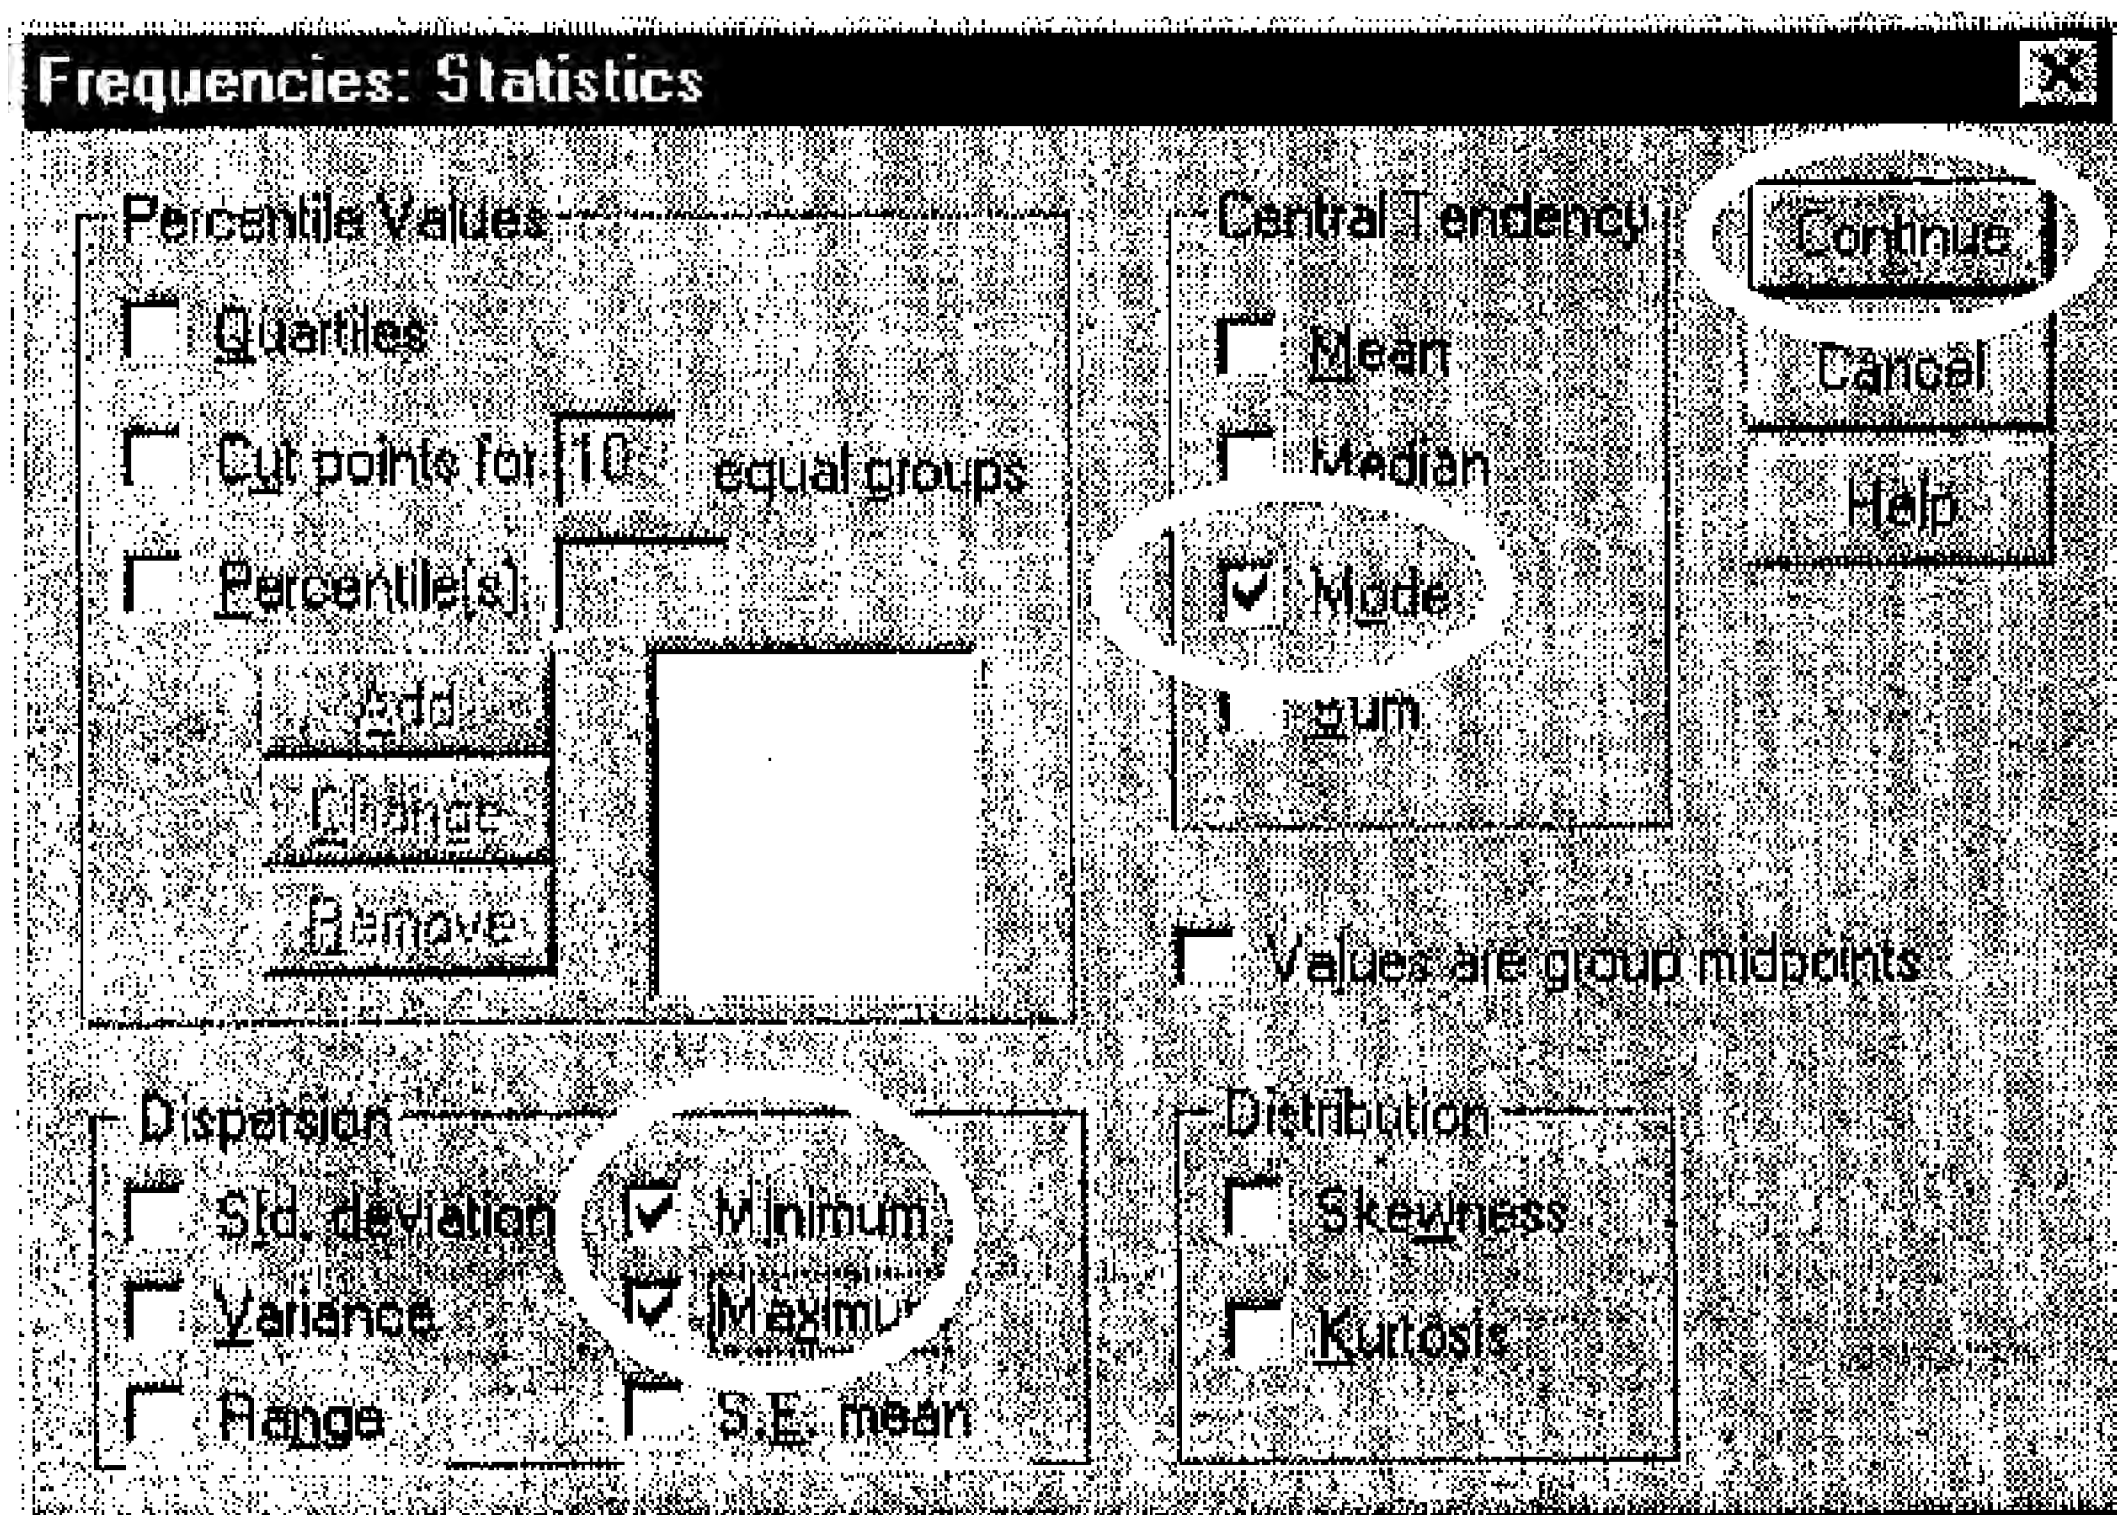 Frequencies: Statistics
Percentile Values
Quartiles
Cut points for 10 equal groups
Percentile(s)
Add
Change
Remove
Central Tendency
Mean
Median
Mode
Sum
Continue
Cancel
Help
Values are group midpoints
Dispersion
Std. deviation
Minimum
Variance
Maximum
Range
S.E. mean
Distribution
Skewness
Kurtosis